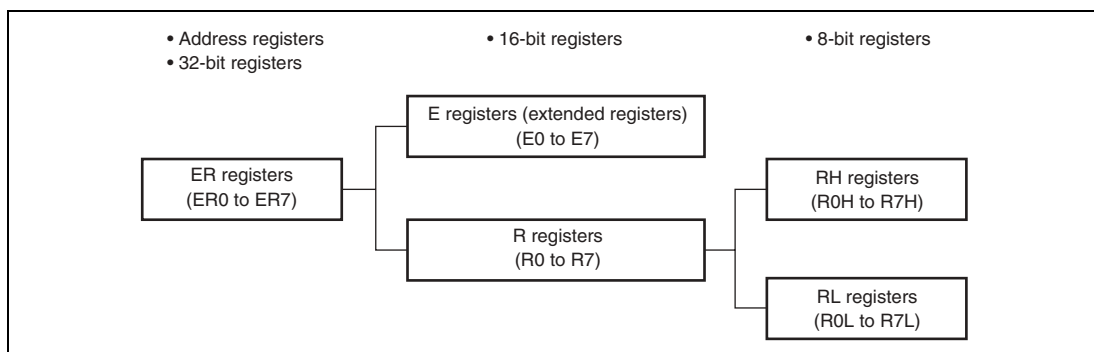 • Address registers
• 32-bit registers
• 16-bit registers
• 8-bit registers
E registers (extended registers)
(E0 to E7)
ER registers
(ER0 to ER7)
RH registers
(R0H to R7H)
R registers
(R0 to R7)
RL registers
(R0L to R7L)